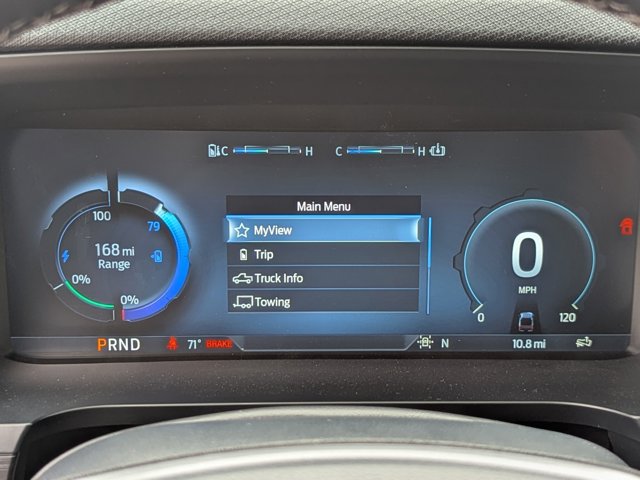 C H C H
Main Menu
MyView
Trip
Truck Info
Towing
100
79
168 mi
Range
0%
0%
0
MPH
0 120
PRND 71° BRAKE N 10.8 mi